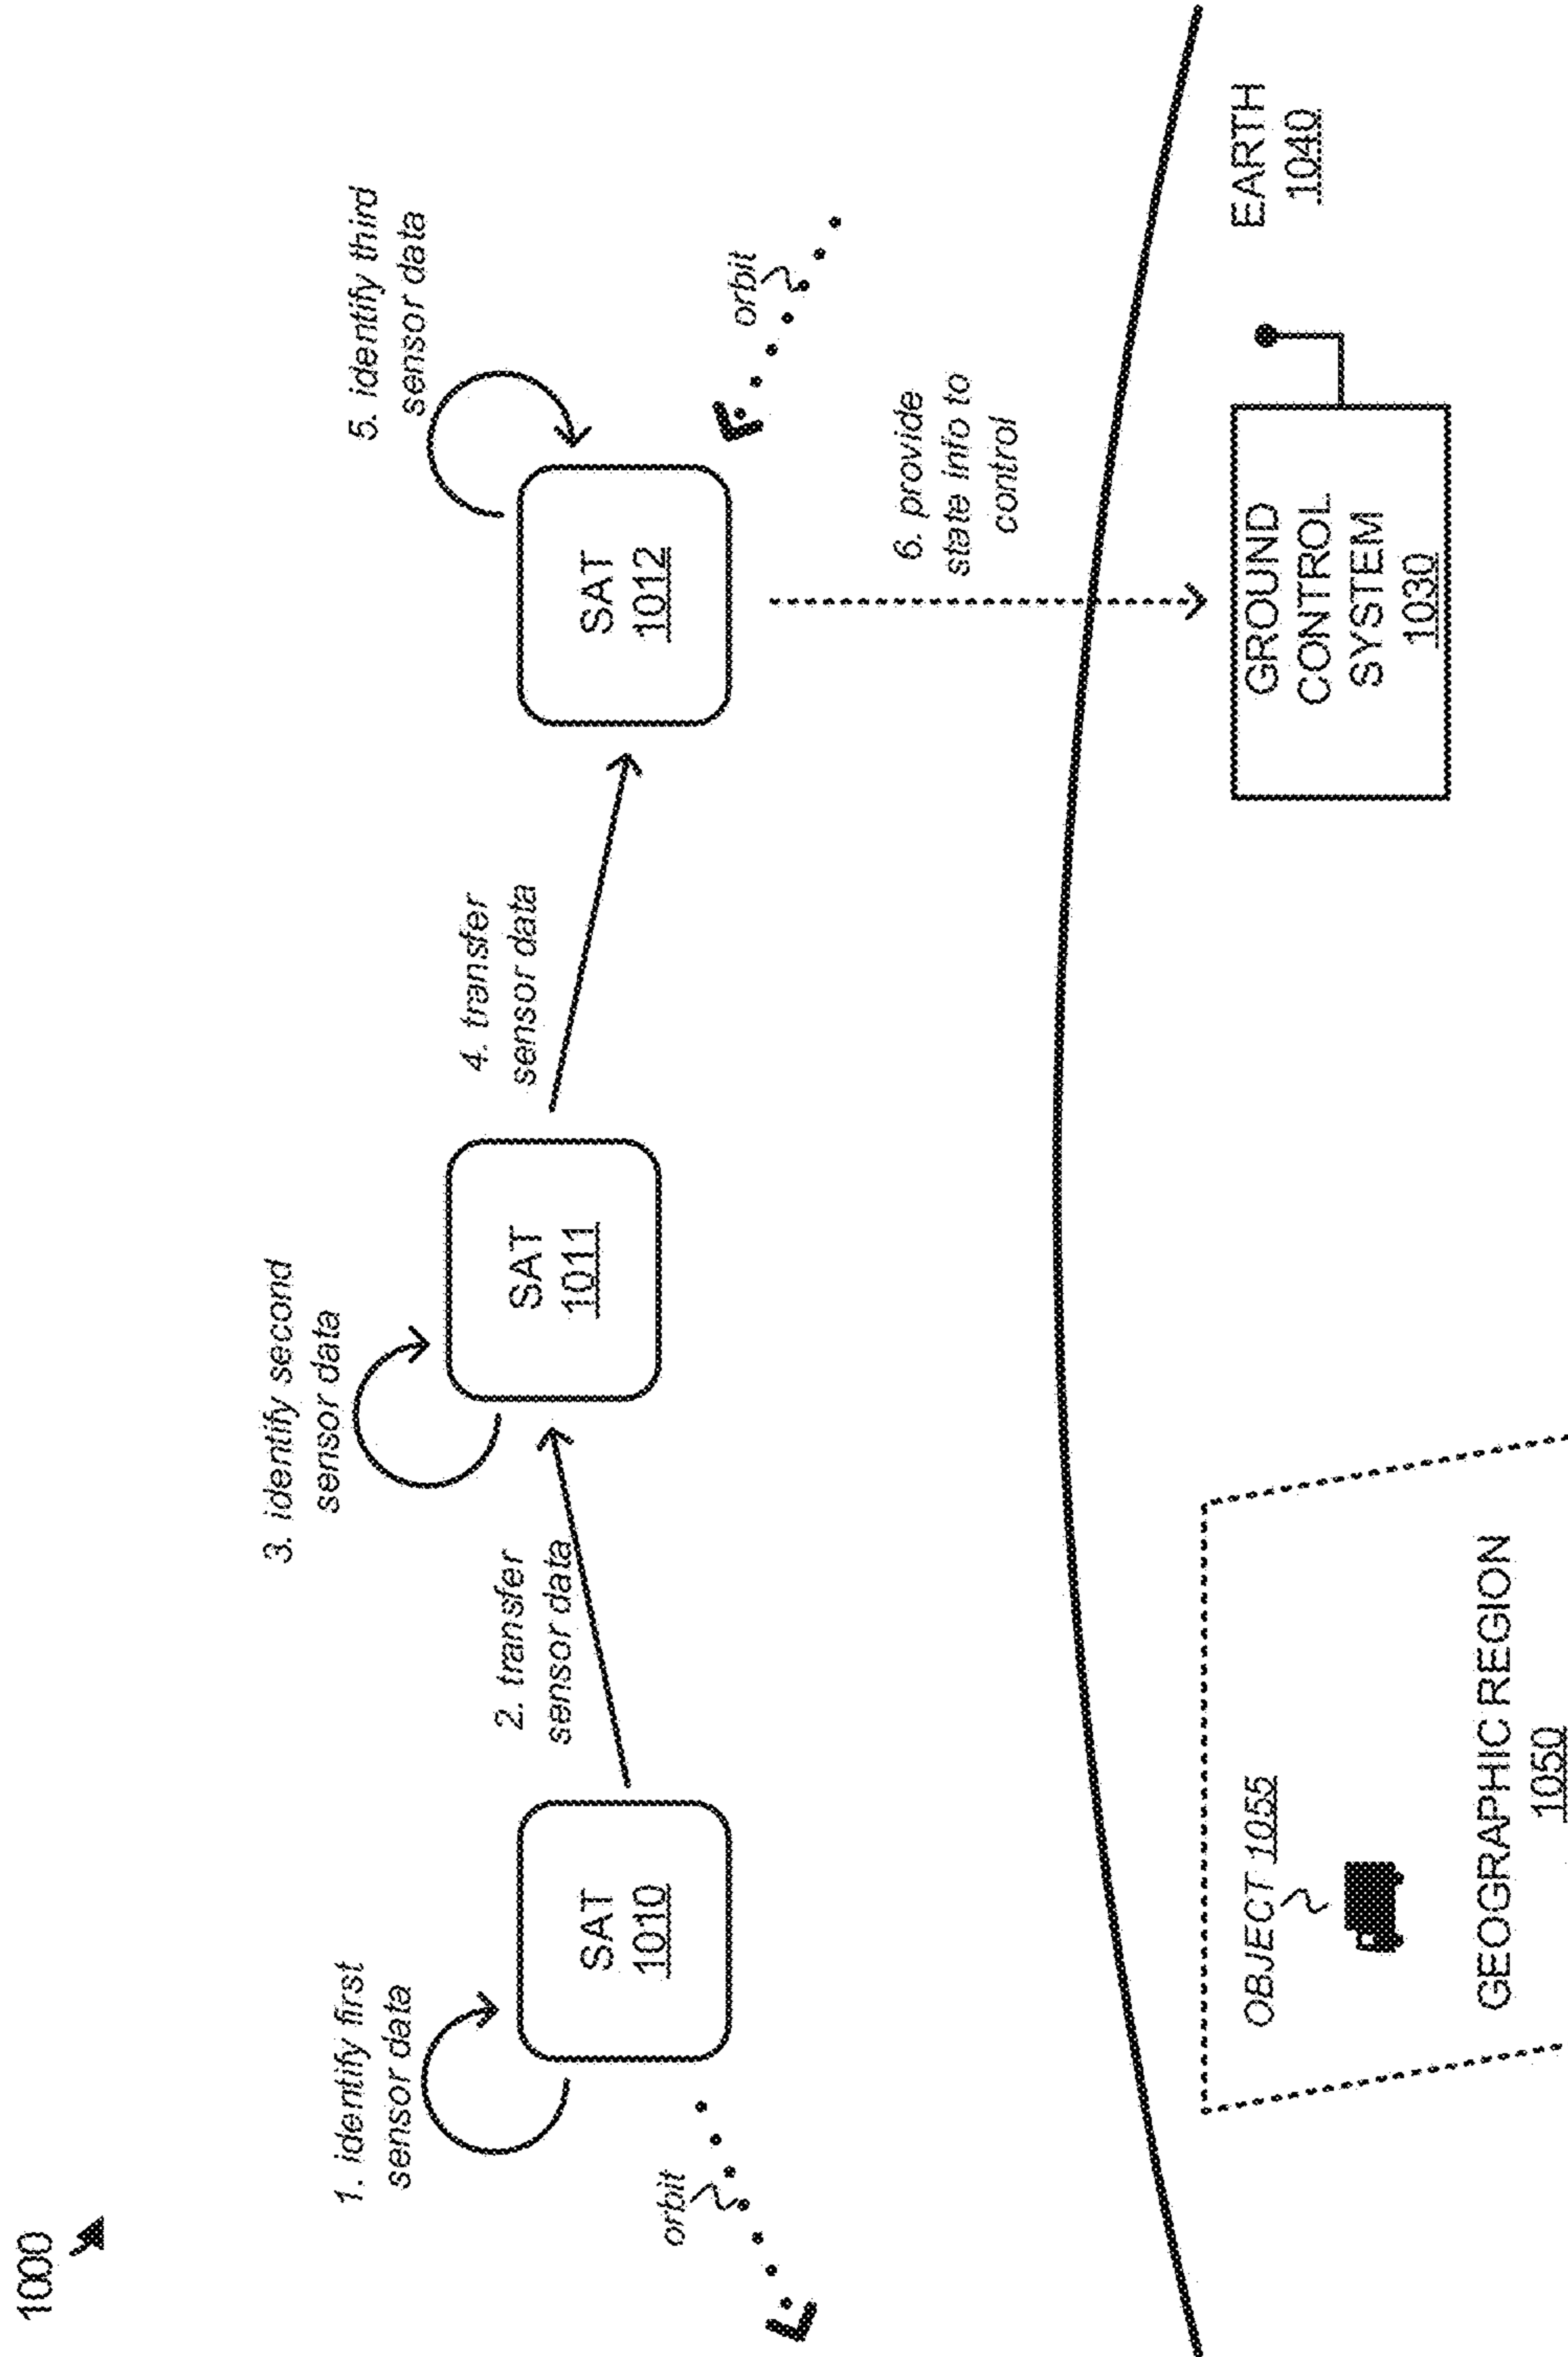 1000
1. identify first
sensor data
SAT
1010
orbit
2. transfer
sensor data
3. identify second
sensor data
SAT
1011
4. transfer
sensor data
5. identify third
sensor data
SAT
1012
orbit
6. provide
state info to
control
OBJECT 1055
GEOGRAPHIC REGION
1050
GROUND
CONTROL
SYSTEM
1030
EARTH
1040